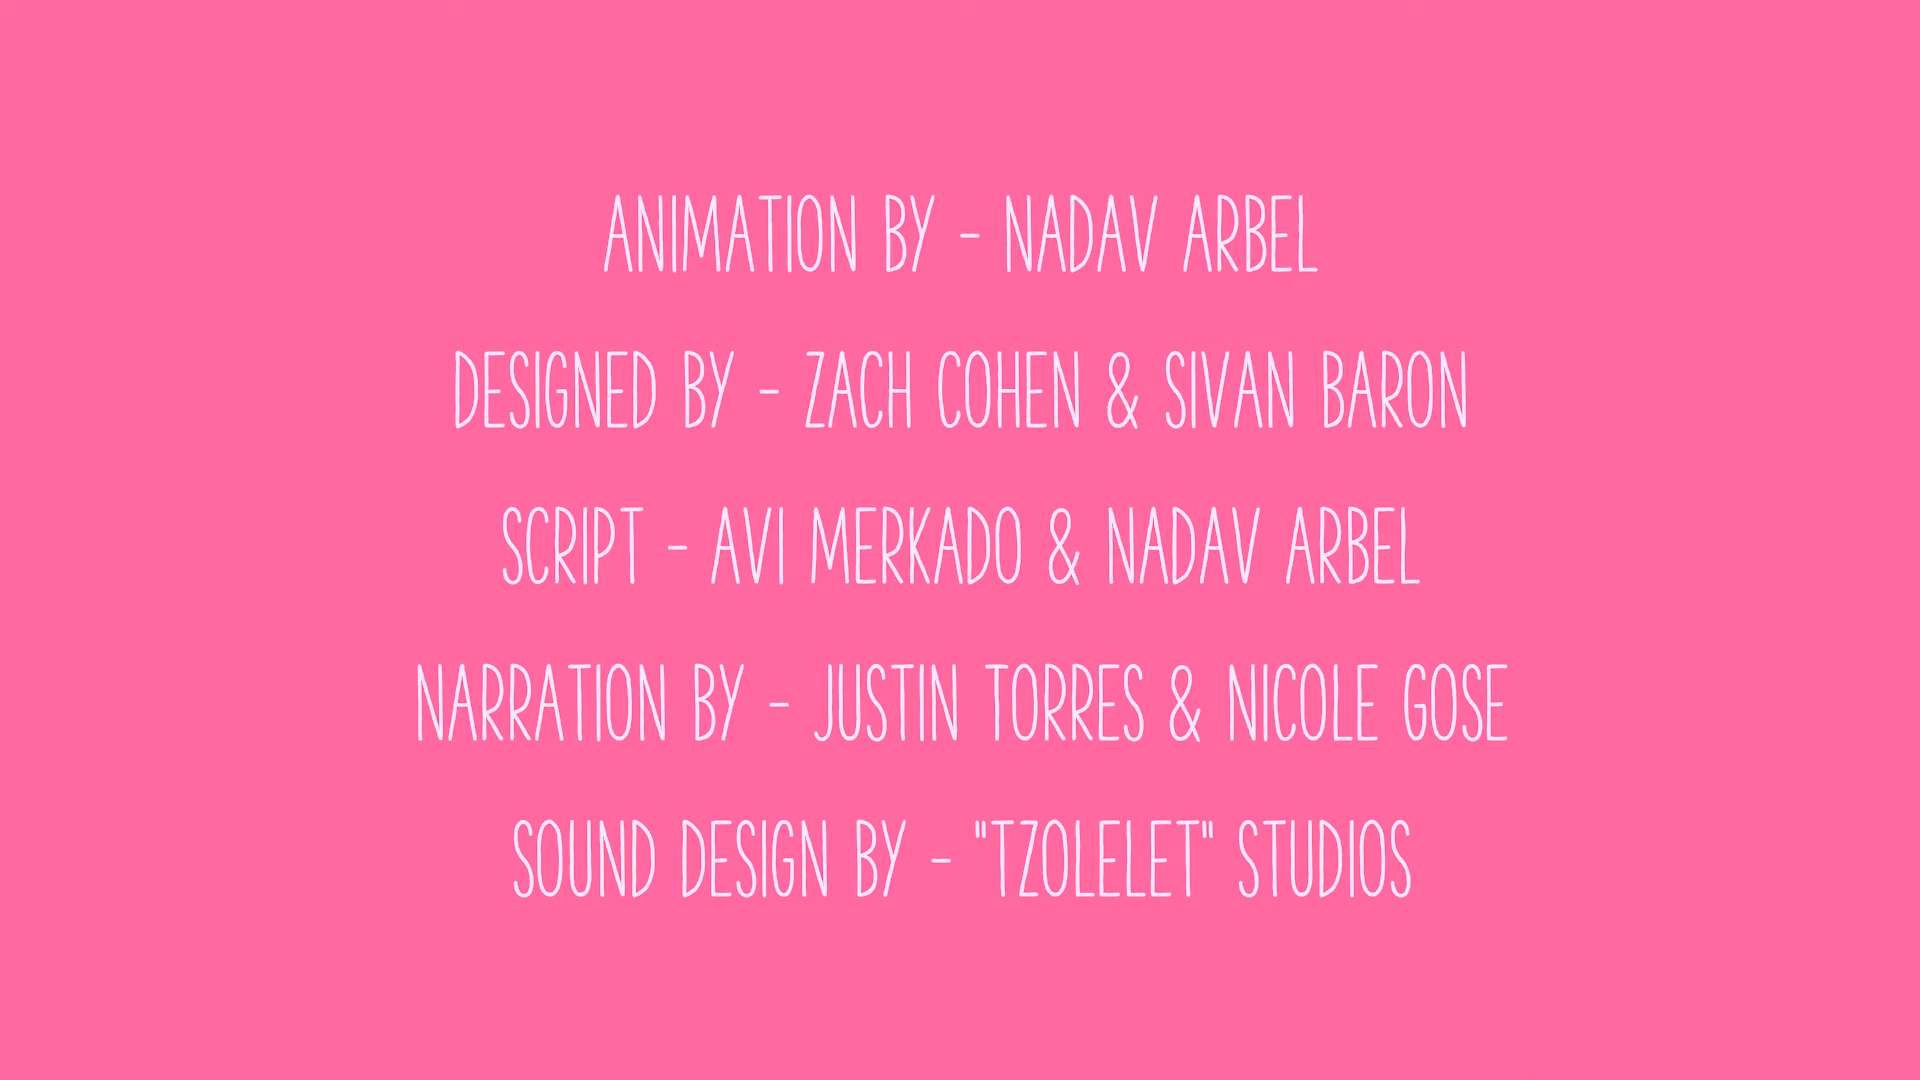 ANIMATION BY - NADAV ARBEL
DESIGNED BY - ZACH COHEN & SIVAN BARON
SCRIPT - AVI MERKADO & NADAV ARBEL
NARRATION BY - JUSTIN TORRES & NICOLE GOSE
SOUND DESIGN BY - "TZOLELET" STUDIOS